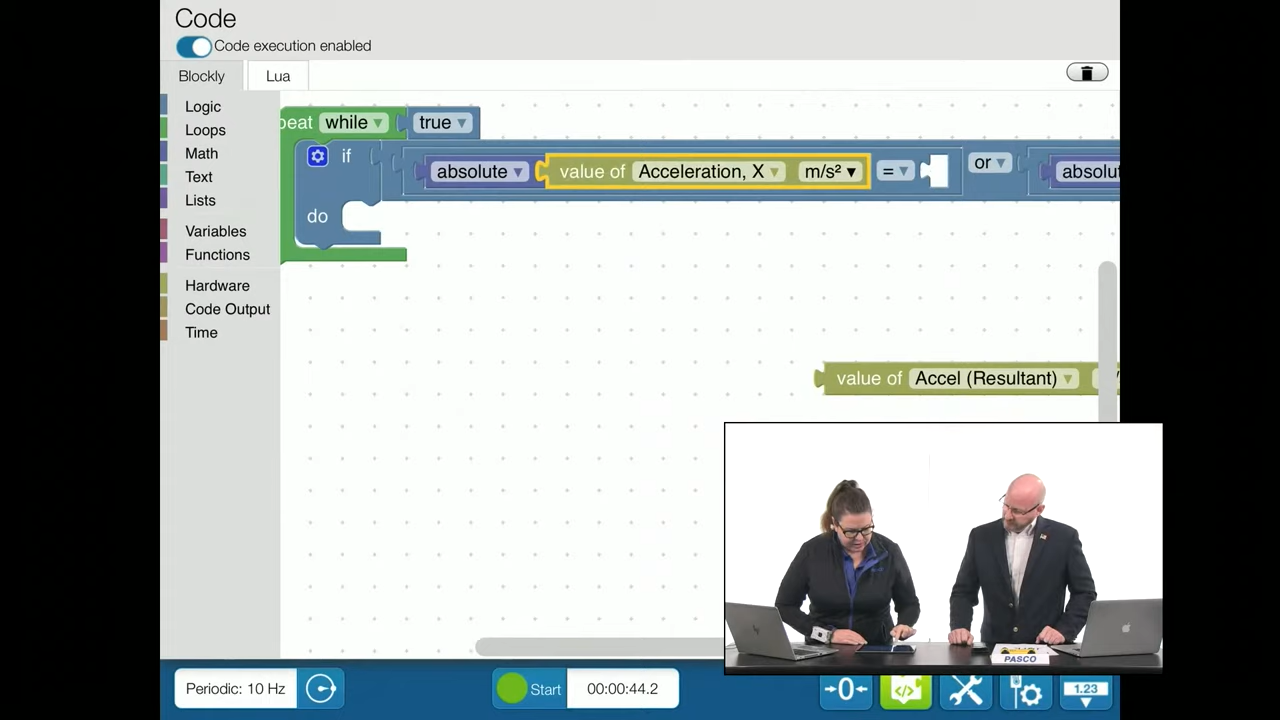 Code
Code execution enabled
Blockly Lua
Logic
Loops
Math
Text
Lists
Variables
Functions
Hardware
Code Output
Time
peat while ▾ true ▾
if absolute ▾ value of Acceleration, X ▾ m/s² ▾ = ▾ or ▾
do
value of Accel (Resultant) ▾
PASCO
Periodic: 10 Hz Start 00:00:44.2 0 </> 1.23